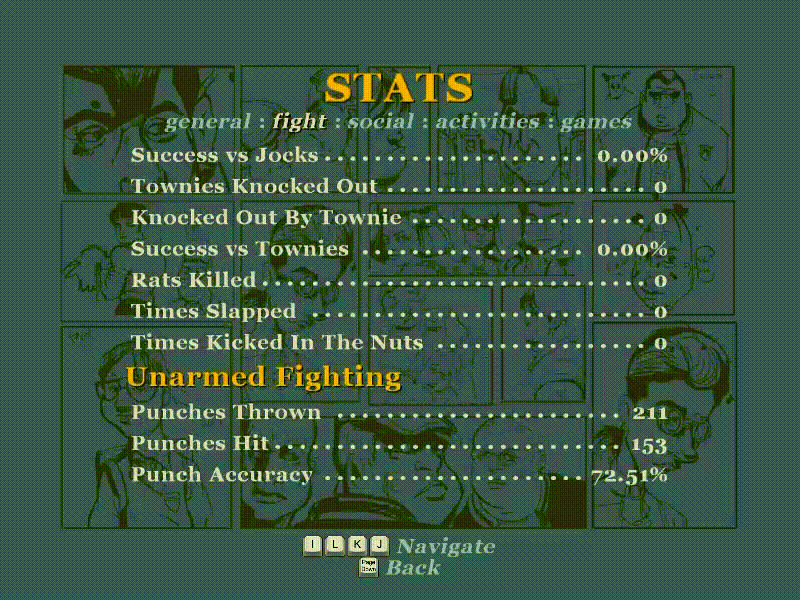 STATS
general : fight : social : activities : games
Success vs Jocks . . . . . . . . . . . . . . . . . . . . . . 0.00%
Townies Knocked Out . . . . . . . . . . . . . . . . . . . . . . 0
Knocked Out By Townie . . . . . . . . . . . . . . . . . . . . 0
Success vs Townies . . . . . . . . . . . . . . . . . . . 0.00%
Rats Killed . . . . . . . . . . . . . . . . . . . . . . . . . . . . . . . . 0
Times Slapped . . . . . . . . . . . . . . . . . . . . . . . . . . . . 0
Times Kicked In The Nuts . . . . . . . . . . . . . . . . . . 0
Unarmed Fighting
Punches Thrown . . . . . . . . . . . . . . . . . . . . . . . . 211
Punches Hit . . . . . . . . . . . . . . . . . . . . . . . . . . . . . 153
Punch Accuracy . . . . . . . . . . . . . . . . . . . . . . 72.51%
I L K J Navigate
Page Down Back